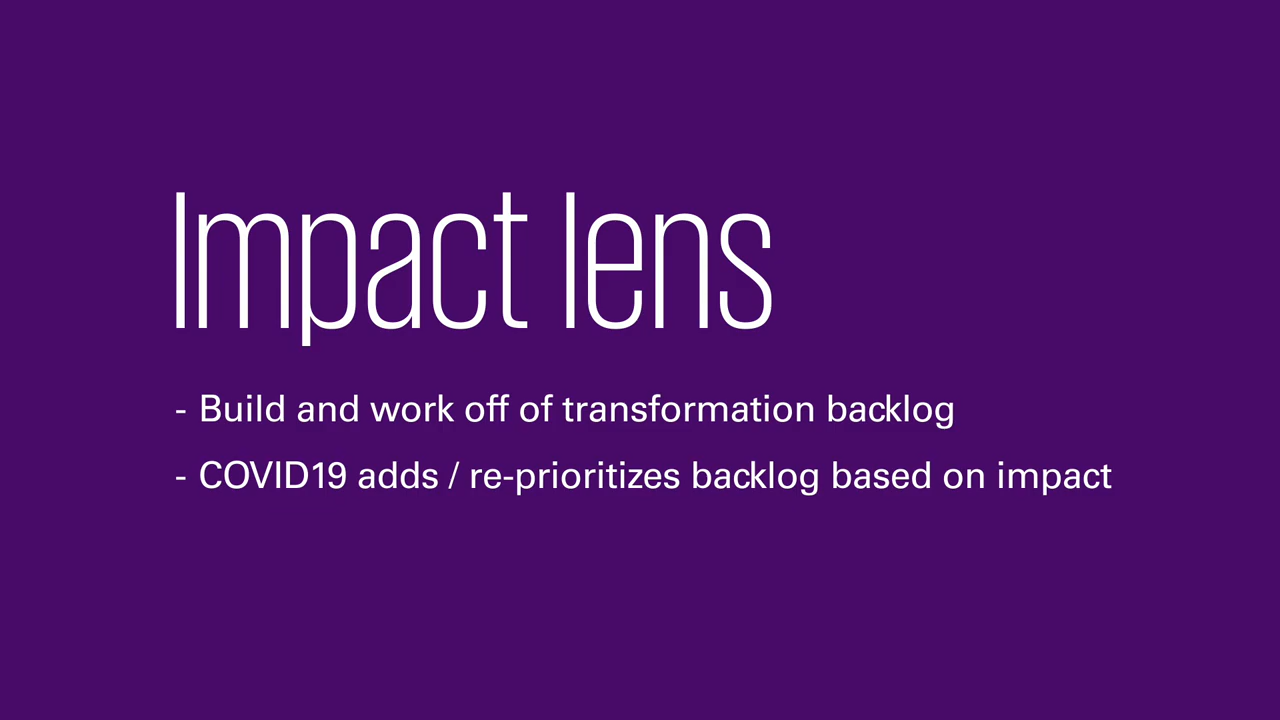 Impact lens
- Build and work off of transformation backlog
- COVID19 adds / re-prioritizes backlog based on impact